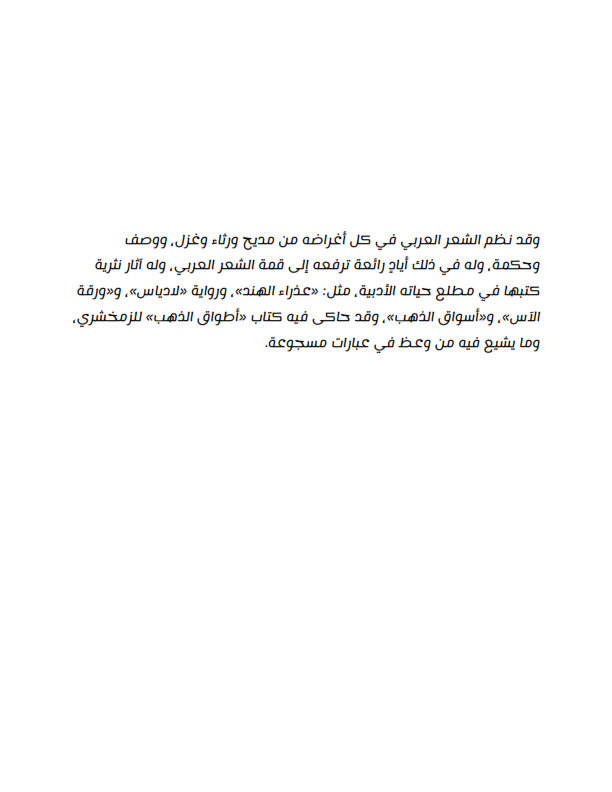 وقد نظم الشعر العربي في كل أغراضه من مديح ورثاء وغزل، ووصف
وحكمة، وله في ذلك أيادٍ رائعة ترفعه إلى قمة الشعر العربي، وله آثار نثرية
كتبها في مطلع حياته الأدبية، مثل: «عذراء الهند»، ورواية «لادياس»، و«ورقة
الآس»، و«أسواق الذهب»، وقد حاكى فيه كتاب «أطواق الذهب» للزمخشري،
وما يشيع فيه من وعظ في عبارات مسجوعة.